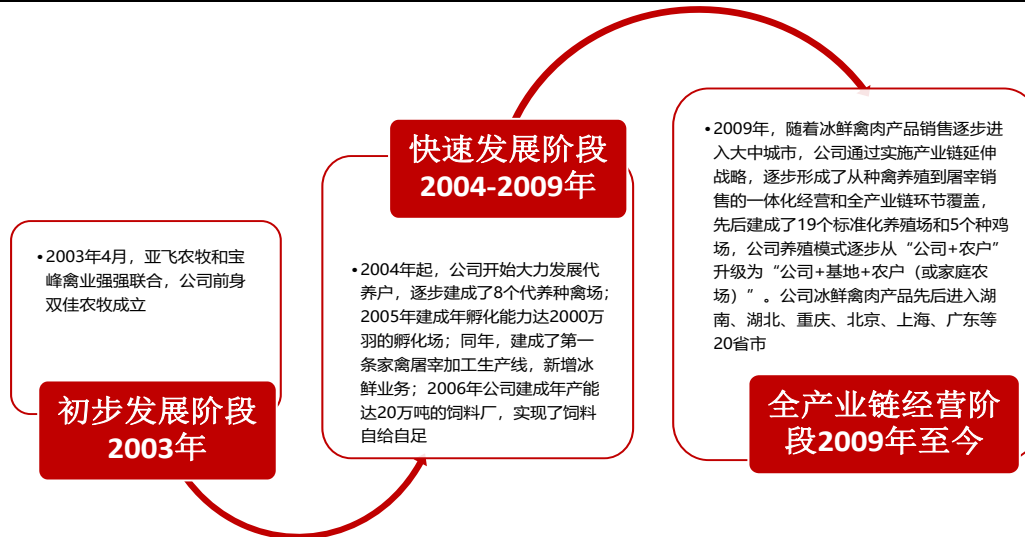 •2003年4月，亚飞农牧和宝
峰禽业强强联合，公司前身
双佳农牧成立
初步发展阶段
2003年
快速发展阶段
2004-2009年
•2004年起，公司开始大力发展代
养户，逐步建成了8个代养种禽场；
2005年建成年孵化能力达2000万
羽的孵化场；同年，建成了第一
条家禽屠宰加工生产线，新增冰
鲜业务；2006年公司建成年产能
达20万吨的饲料厂，实现了饲料
自给自足
•2009年，随着冰鲜禽肉产品销售逐步进
入大中城市，公司通过实施产业链延伸
战略，逐步形成了从种禽养殖到屠宰销
售的一体化经营和全产业链环节覆盖，
先后建成了19个标准化养殖场和5个种鸡
场，公司养殖模式逐步从“公司+农户”
升级为“公司+基地+农户（或家庭农
场）”。公司冰鲜禽肉产品先后进入湖
南、湖北、重庆、北京、上海、广东等
20省市
全产业链经营阶
段2009年至今